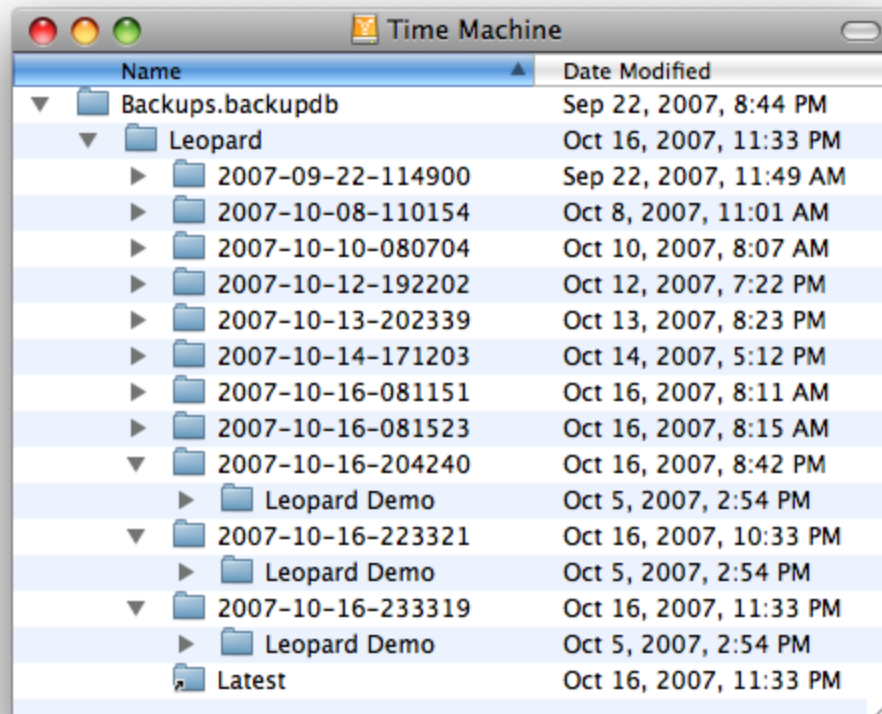 Time Machine
Name Date Modified
Backups.backupdb Sep 22, 2007, 8:44 PM
Leopard Oct 16, 2007, 11:33 PM
2007-09-22-114900 Sep 22, 2007, 11:49 AM
2007-10-08-110154 Oct 8, 2007, 11:01 AM
2007-10-10-080704 Oct 10, 2007, 8:07 AM
2007-10-12-192202 Oct 12, 2007, 7:22 PM
2007-10-13-202339 Oct 13, 2007, 8:23 PM
2007-10-14-171203 Oct 14, 2007, 5:12 PM
2007-10-16-081151 Oct 16, 2007, 8:11 AM
2007-10-16-081523 Oct 16, 2007, 8:15 AM
2007-10-16-204240 Oct 16, 2007, 8:42 PM
Leopard Demo Oct 5, 2007, 2:54 PM
2007-10-16-223321 Oct 16, 2007, 10:33 PM
Leopard Demo Oct 5, 2007, 2:54 PM
2007-10-16-233319 Oct 16, 2007, 11:33 PM
Leopard Demo Oct 5, 2007, 2:54 PM
Latest Oct 16, 2007, 11:33 PM